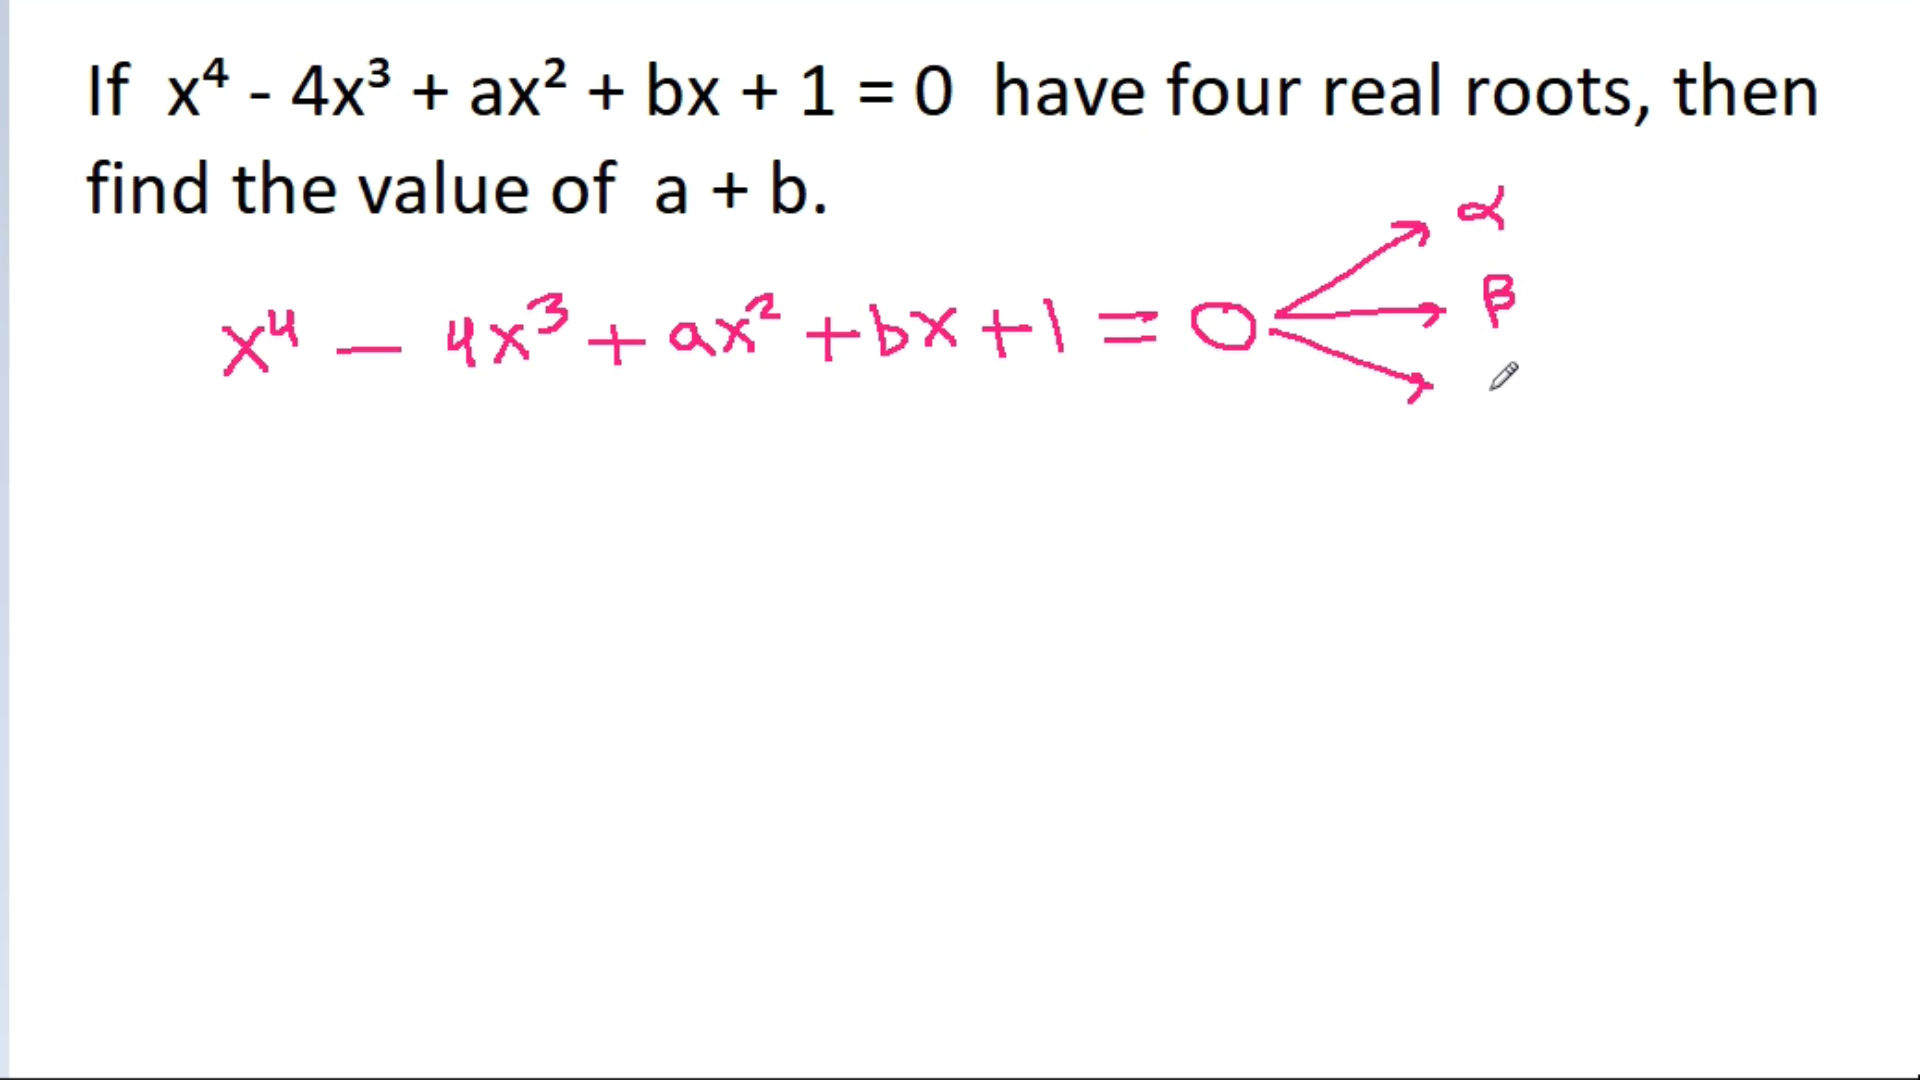 If x⁴ - 4x³ + ax² + bx + 1 = 0 have four real roots, then
find the value of a + b.
α
x⁴ – 4x³ + ax² + bx + 1 = 0
β